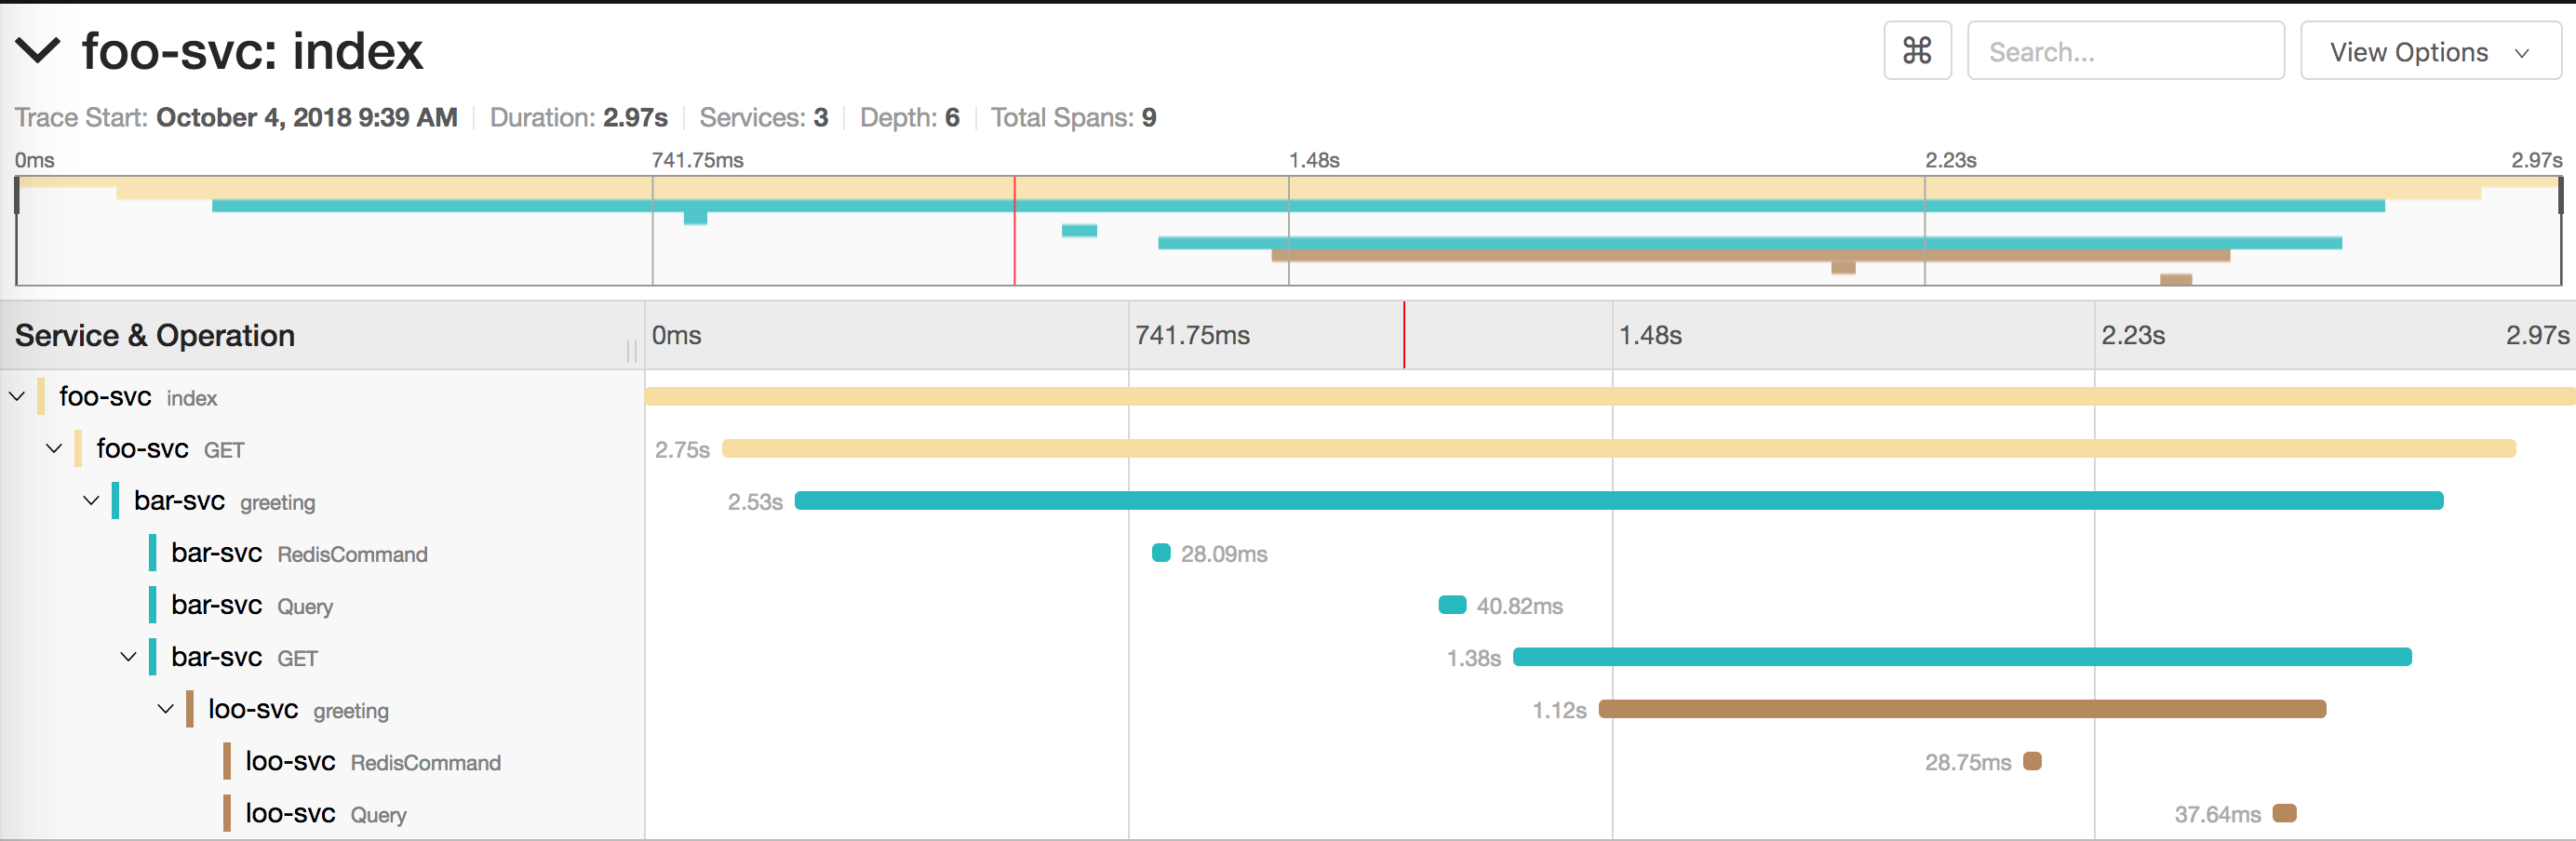 foo-svc: index
⌘ Search... View Options
Trace Start: October 4, 2018 9:39 AM Duration: 2.97s Services: 3 Depth: 6 Total Spans: 9
0ms 741.75ms 1.48s 2.23s 2.97s
Service & Operation 0ms 741.75ms 1.48s 2.23s 2.97s
foo-svc index
foo-svc GET 2.75s
bar-svc greeting 2.53s
bar-svc RedisCommand 28.09ms
bar-svc Query 40.82ms
bar-svc GET 1.38s
loo-svc greeting 1.12s
loo-svc RedisCommand 28.75ms
loo-svc Query 37.64ms